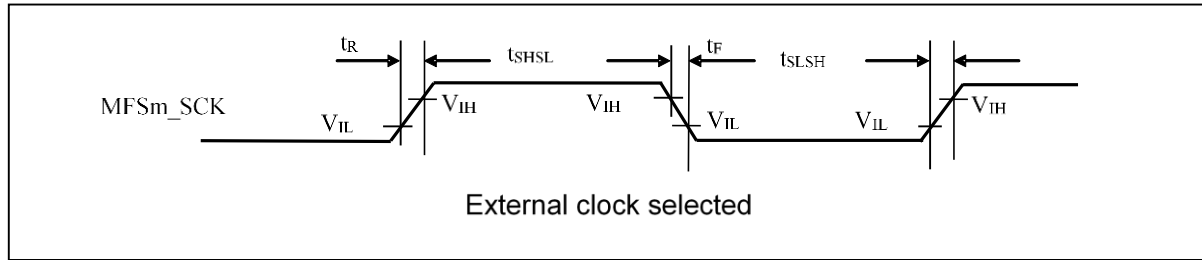 tR tSHSL tF tSLSH
MFSm_SCK VIL VIH VIH VIL VIL VIH
External clock selected